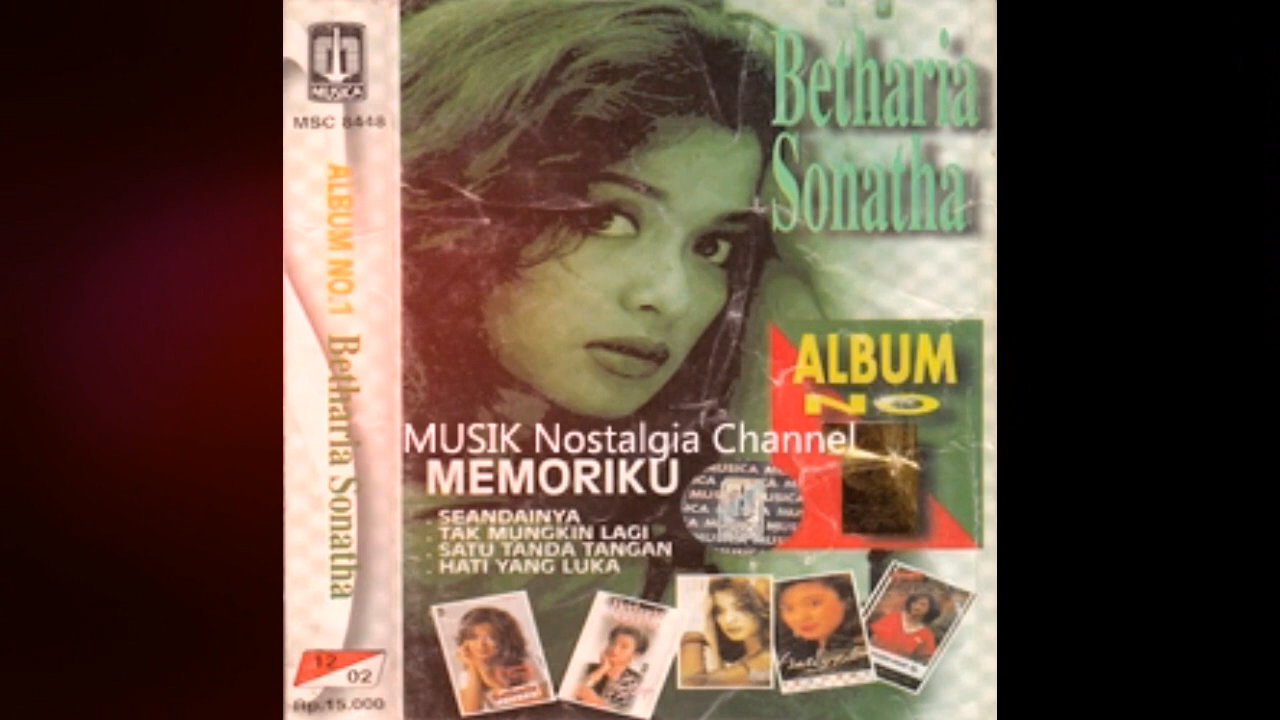 MUSICA
MSC 8448
ALBUM NO.1 Betharia Sonatha
12
02
Rp.15.000
Betharia
Sonatha
ALBUM
NO
MUSIK Nostalgia Channel
MEMORIKU
. SEANDAINYA
. TAK MUNGKIN LAGI
. SATU TANDA TANGAN
. HATI YANG LUKA
MUSICA